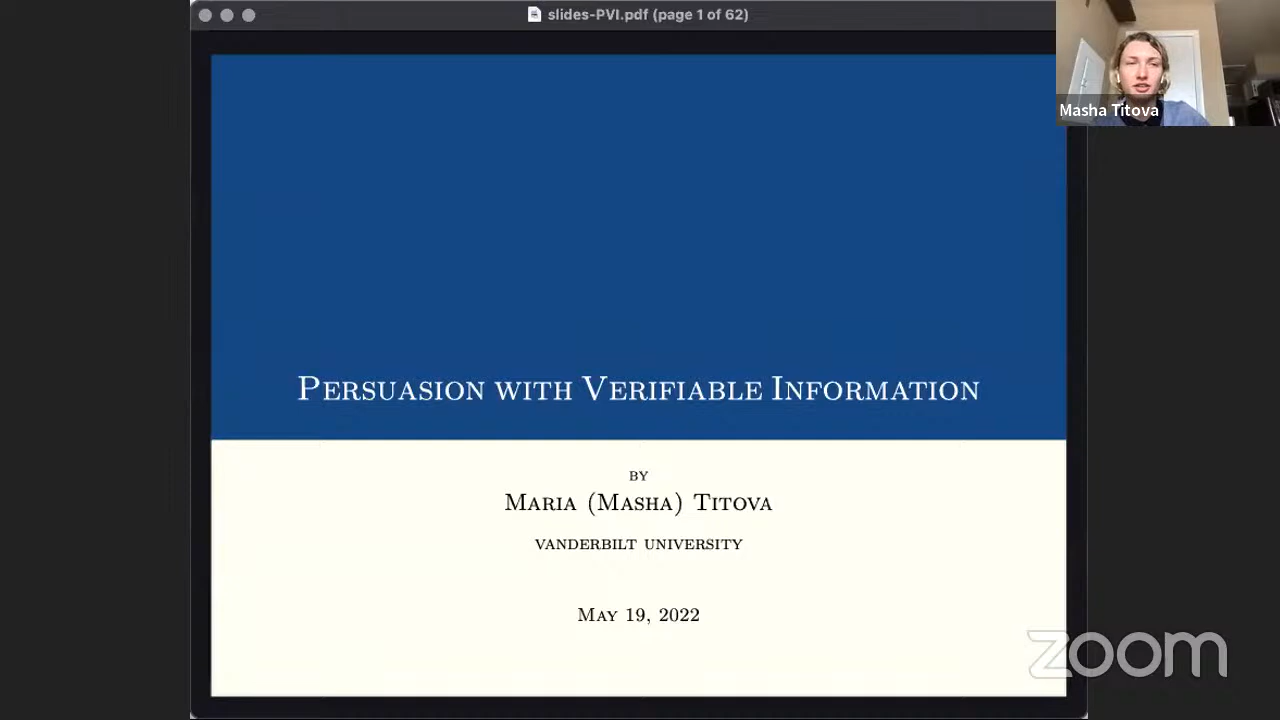 slides-PVI.pdf (page 1 of 62)
Masha Titova
Persuasion with Verifiable Information
by
Maria (Masha) Titova
vanderbilt university
May 19, 2022
zoom